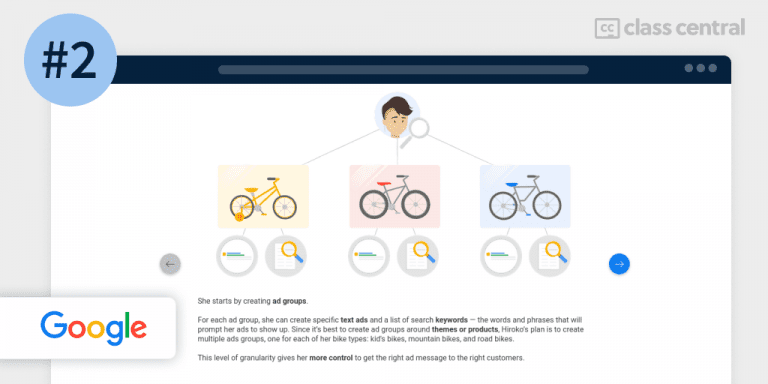 #2
cc class central
She starts by creating ad groups.
For each ad group, she can create specific text ads and a list of search keywords — the words and phrases that will
prompt her ads to show up. Since it's best to create ad groups around themes or products, Hiroko's plan is to create
multiple ads groups, one for each of her bike types: kid's bikes, mountain bikes, and road bikes.
This level of granularity gives her more control to get the right ad message to the right customers.
Google